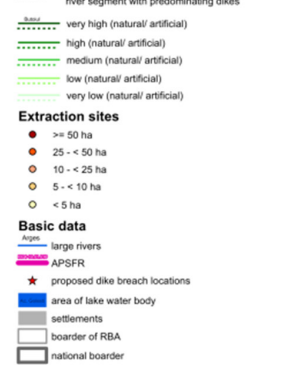 river segment with predominating dikes
very high (natural/ artificial)
high (natural/ artificial)
medium (natural/ artificial)
low (natural/ artificial)
very low (natural/ artificial)
Extraction sites
>= 50 ha
25 - < 50 ha
10 - < 25 ha
5 - < 10 ha
< 5 ha
Basic data
Arges
large rivers
APSFR
proposed dike breach locations
area of lake water body
settlements
boarder of RBA
national boarder